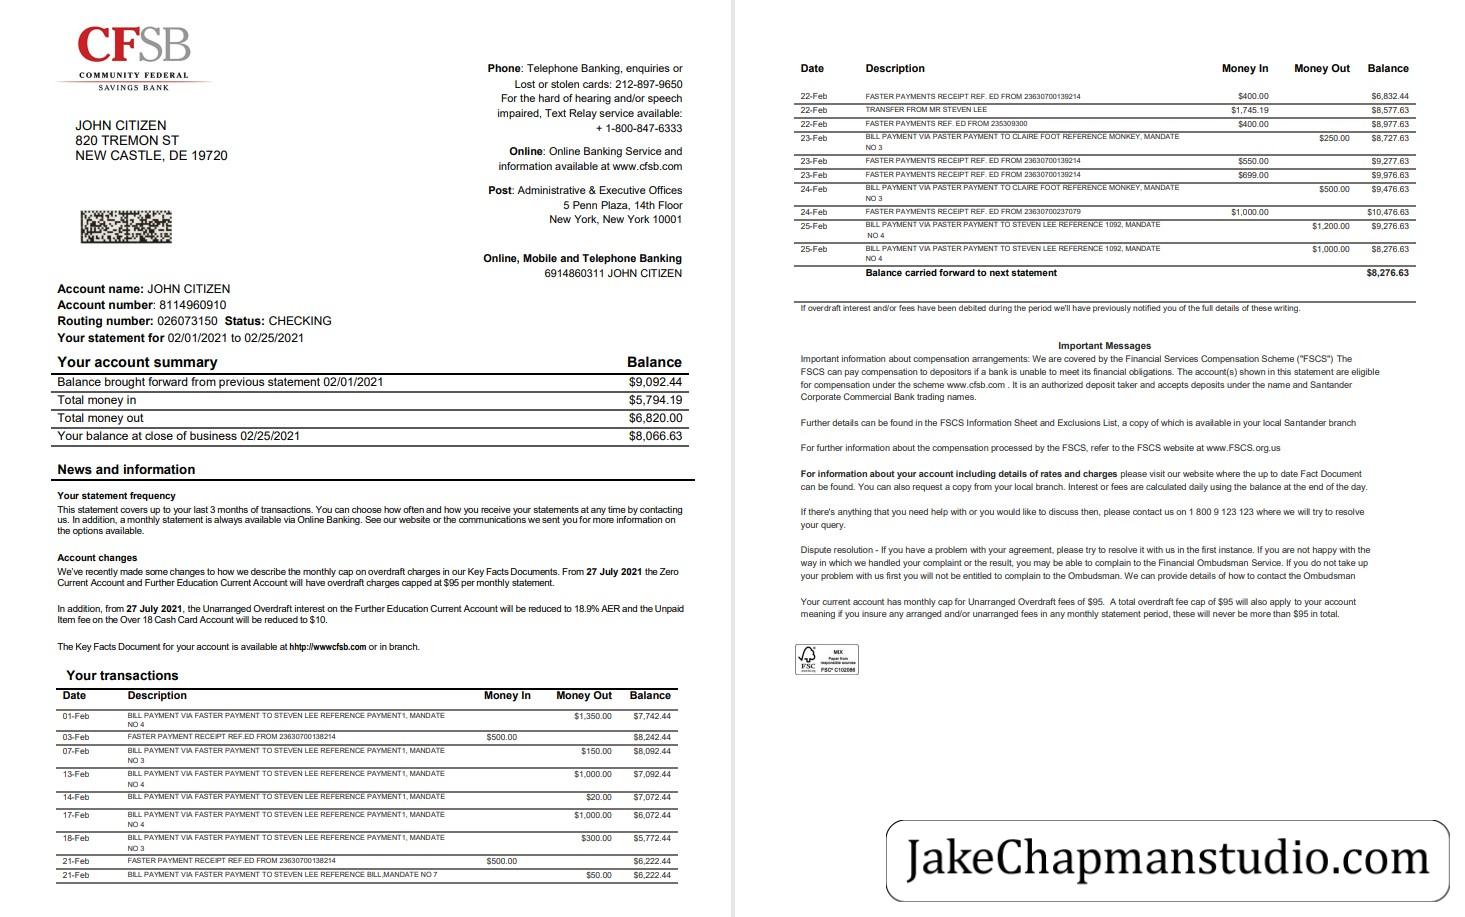 CFSB
COMMUNITY FEDERAL
SAVINGS BANK
JOHN CITIZEN
820 TREMON ST
NEW CASTLE, DE 19720
Phone: Telephone Banking, enquiries or
Lost or stolen cards: 212-897-9650
For the hard of hearing and/or speech
impaired, Text Relay service available:
+ 1-800-847-6333
Online: Online Banking Service and
information available at www.cfsb.com
Post: Administrative & Executive Offices
5 Penn Plaza, 14th Floor
New York, New York 10001
Online, Mobile and Telephone Banking
6914860311 JOHN CITIZEN
Account name: JOHN CITIZEN
Account number: 8114960910
Routing number: 026073150 Status: CHECKING
Your statement for 02/01/2021 to 02/25/2021
Your account summary Balance
Balance brought forward from previous statement 02/01/2021 $9,092.44
Total money in $5,794.19
Total money out $6,820.00
Your balance at close of business 02/25/2021 $8,066.63
News and information
Your statement frequency
This statement covers up to your last 3 months of transactions. You can choose how often and how you receive your statements at any time by contacting
us. In addition, a monthly statement is always available via Online Banking. See our website or the communications we sent you for more information on
the options available.
Account changes
We've recently made some changes to how we describe the monthly cap on overdraft charges in our Key Facts Documents. From 27 July 2021 the Zero
Current Account and Further Education Current Account will have overdraft charges capped at $95 per monthly statement.
In addition, from 27 July 2021, the Unarranged Overdraft interest on the Further Education Current Account will be reduced to 18.9% AER and the Unpaid
Item fee on the Over 18 Cash Card Account will be reduced to $10.
The Key Facts Document for your account is available at hhtp://wwwcfsb.com or in branch.
Your transactions
Date Description Money In Money Out Balance
01-Feb BILL PAYMENT VIA FASTER PAYMENT TO STEVEN LEE REFERENCE PAYMENT1, MANDATE $1,350.00 $7,742.44
NO 4
03-Feb FASTER PAYMENT RECEIPT REF.ED FROM 23630700138214 $500.00 $8,242.44
07-Feb BILL PAYMENT VIA FASTER PAYMENT TO STEVEN LEE REFERENCE PAYMENT1, MANDATE $150.00 $8,092.44
NO 3
13-Feb BILL PAYMENT VIA FASTER PAYMENT TO STEVEN LEE REFERENCE PAYMENT1, MANDATE $1,000.00 $7,092.44
NO 4
14-Feb BILL PAYMENT VIA FASTER PAYMENT TO STEVEN LEE REFERENCE PAYMENT1, MANDATE $20.00 $7,072.44
17-Feb BILL PAYMENT VIA FASTER PAYMENT TO STEVEN LEE REFERENCE PAYMENT1, MANDATE $1,000.00 $6,072.44
NO 4
18-Feb BILL PAYMENT VIA FASTER PAYMENT TO STEVEN LEE REFERENCE PAYMENT1, MANDATE $300.00 $5,772.44
NO 3
21-Feb FASTER PAYMENT RECEIPT REF.ED FROM 23630700138214 $500.00 $6,222.44
21-Feb BILL PAYMENT VIA FASTER PAYMENT TO STEVEN LEE REFERENCE BILL,MANDATE NO 7 $50.00 $6,222.44
Date Description Money In Money Out Balance
22-Feb FASTER PAYMENTS RECEIPT REF. ED FROM 23630700139214 $400.00 $6,832.44
22-Feb TRANSFER FROM MR STEVEN LEE $1,745.19 $8,577.63
22-Feb FASTER PAYMENTS REF. ED FROM 235309300 $400.00 $8,977.63
23-Feb BILL PAYMENT VIA PASTER PAYMENT TO CLAIRE FOOT REFERENCE MONKEY, MANDATE $250.00 $8,727.63
NO 3
23-Feb FASTER PAYMENTS RECEIPT REF. ED FROM 23630700139214 $550.00 $9,277.63
23-Feb FASTER PAYMENTS RECEIPT REF. ED FROM 23630700139214 $699.00 $9,976.63
24-Feb BILL PAYMENT VIA PASTER PAYMENT TO CLAIRE FOOT REFERENCE MONKEY, MANDATE $500.00 $9,476.63
NO 3
24-Feb FASTER PAYMENTS RECEIPT REF. ED FROM 23630700237079 $1,000.00 $10,476.63
25-Feb BILL PAYMENT VIA PASTER PAYMENT TO STEVEN LEE REFERENCE 1092, MANDATE $1,200.00 $9,276.63
NO 4
25-Feb BILL PAYMENT VIA PASTER PAYMENT TO STEVEN LEE REFERENCE 1092, MANDATE $1,000.00 $8,276.63
NO 4
Balance carried forward to next statement $8,276.63
If overdraft interest and/or fees have been debited during the period we'll have previously notified you of the full details of these writing.
Important Messages
Important information about compensation arrangements: We are covered by the Financial Services Compensation Scheme ("FSCS") The
FSCS can pay compensation to depositors if a bank is unable to meet its financial obligations. The account(s) shown in this statement are eligible
for compensation under the scheme www.cfsb.com . It is an authorized deposit taker and accepts deposits under the name and Santander
Corporate Commercial Bank trading names.
Further details can be found in the FSCS Information Sheet and Exclusions List, a copy of which is available in your local Santander branch
For further information about the compensation processed by the FSCS, refer to the FSCS website at www.FSCS.org.us
For information about your account including details of rates and charges please visit our website where the up to date Fact Document
can be found. You can also request a copy from your local branch. Interest or fees are calculated daily using the balance at the end of the day.
If there's anything that you need help with or you would like to discuss then, please contact us on 1 800 9 123 123 where we will try to resolve
your query.
Dispute resolution - If you have a problem with your agreement, please try to resolve it with us in the first instance. If you are not happy with the
way in which we handled your complaint or the result, you may be able to complain to the Financial Ombudsman Service. If you do not take up
your problem with us first you will not be entitled to complain to the Ombudsman. We can provide details of how to contact the Ombudsman
Your current account has monthly cap for Unarranged Overdraft fees of $95. A total overdraft fee cap of $95 will also apply to your account
meaning if you insure any arranged and/or unarranged fees in any monthly statement period, these will never be more than $95 in total.
FSC
MIX
Paper from
responsible sources
FSC® C102086
JakeChapmanstudio.com